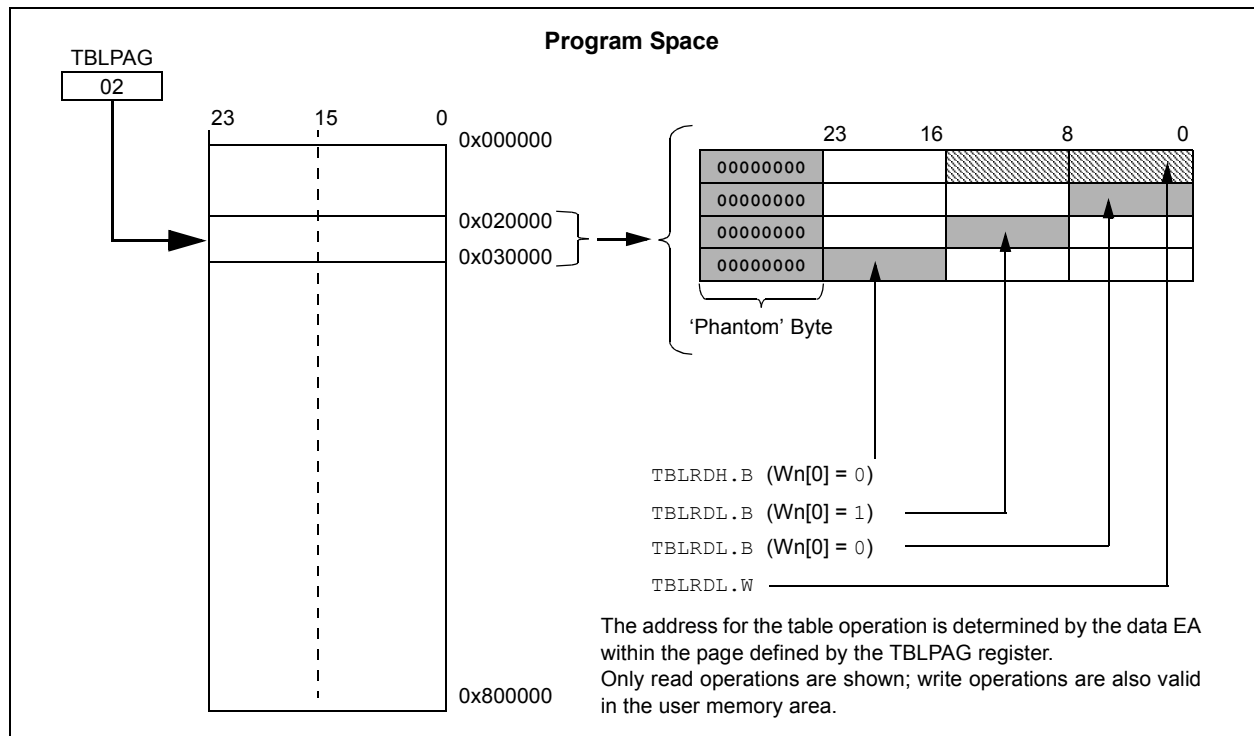 Program Space
TBLPAG
02
23 15 0
0x000000
0x020000
0x030000
0x800000
23 16 8 0
00000000
00000000
00000000
00000000
‘Phantom’ Byte
TBLRDH.B (Wn[0] = 0)
TBLRDL.B (Wn[0] = 1)
TBLRDL.B (Wn[0] = 0)
TBLRDL.W
The address for the table operation is determined by the data EA
within the page defined by the TBLPAG register.
Only read operations are shown; write operations are also valid
in the user memory area.